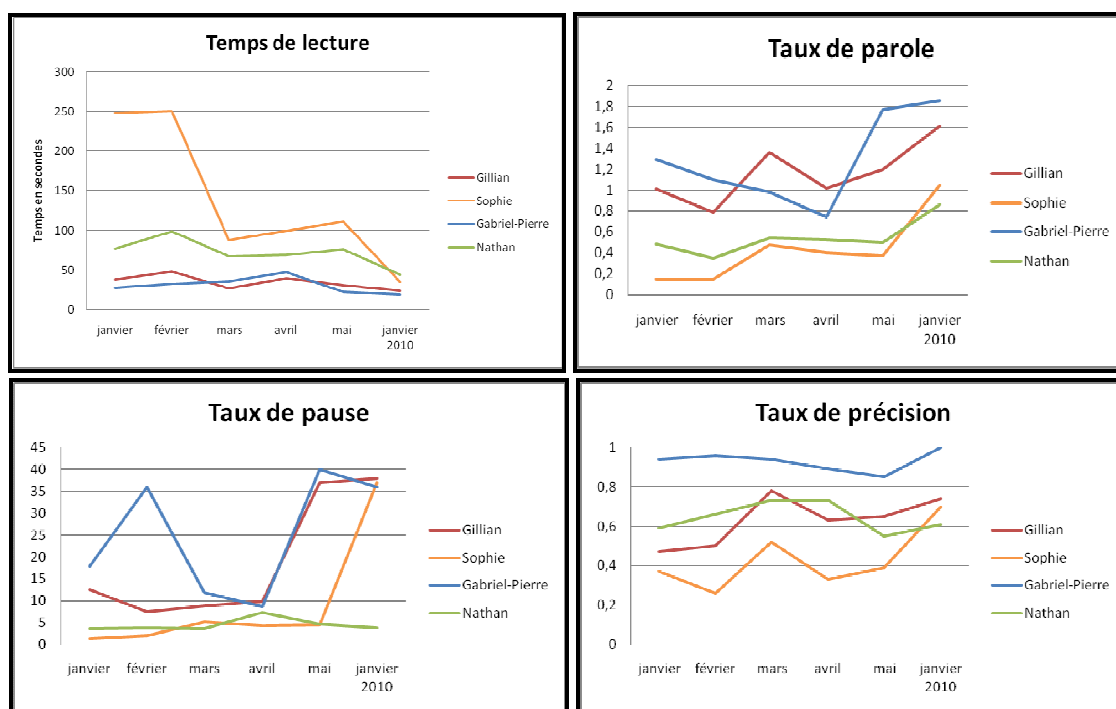 Temps de lecture
Temps en secondes
300
250
200
150
100
50
0
janvier février mars avril mai janvier
2010
Gillian
Sophie
Gabriel-Pierre
Nathan
Taux de parole
2
1,8
1,6
1,4
1,2
1
0,8
0,6
0,4
0,2
0
janvier février mars avril mai janvier
2010
Gillian
Sophie
Gabriel-Pierre
Nathan
Taux de pause
45
40
35
30
25
20
15
10
5
0
janvier février mars avril mai janvier
2010
Gillian
Sophie
Gabriel-Pierre
Nathan
Taux de précision
1
0,8
0,6
0,4
0,2
0
janvier février mars avril mai janvier
2010
Gillian
Sophie
Gabriel-Pierre
Nathan